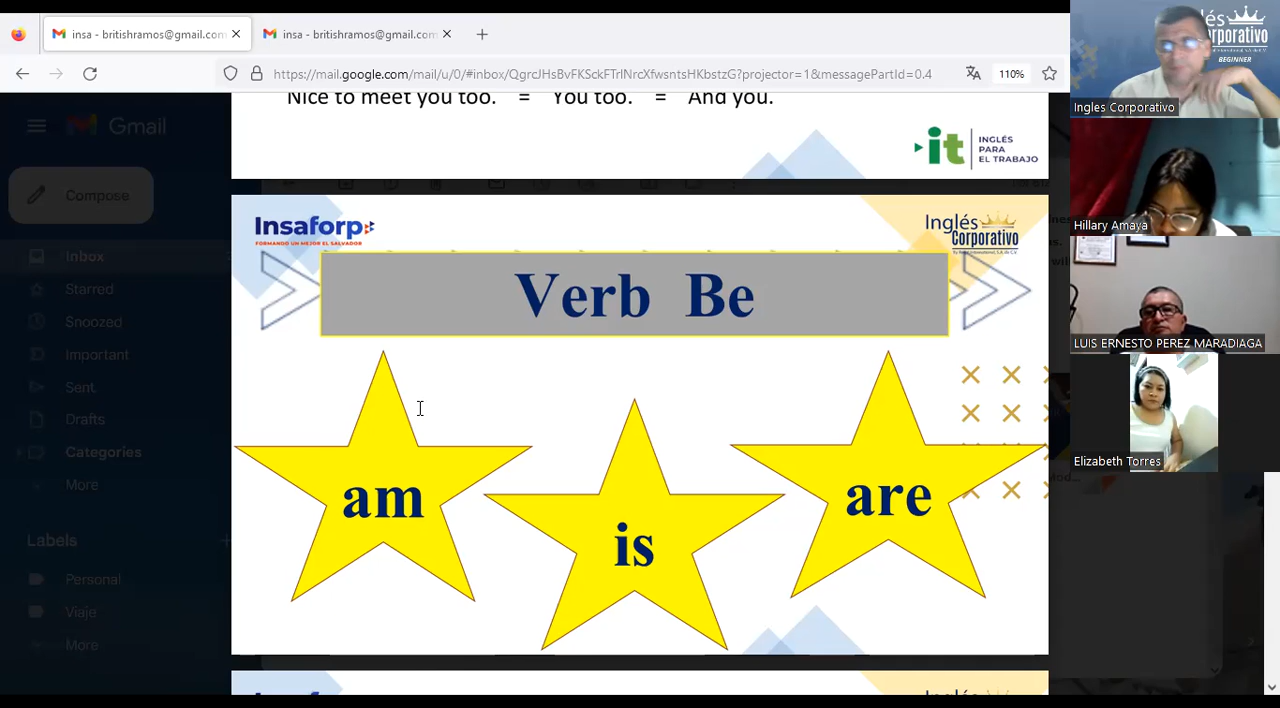 insa - britishramos@gmail.com
insa - britishramos@gmail.com
https://mail.google.com/mail/u/0/#inbox/QgrcJHsBvFKSckFTrlNrcXfwsntsHKbstzG?projector=1&messagePartId=0.4
110%
Gmail
Compose
Inbox
Starred
Snoozed
Important
Sent
Drafts
Categories
More
Labels
Personal
Viaje
More
Nice to meet you too. = You too. = And you.
it INGLÉS
PARA
EL TRABAJO
Insaforp
FORMANDO UN MEJOR EL SALVADOR
Inglés
Corporativo
Verb Be
am
is
are
Corporativo
BEGINNER
Ingles Corporativo
Hillary Amaya
LUIS ERNESTO PEREZ MARADIAGA
Elizabeth Torres